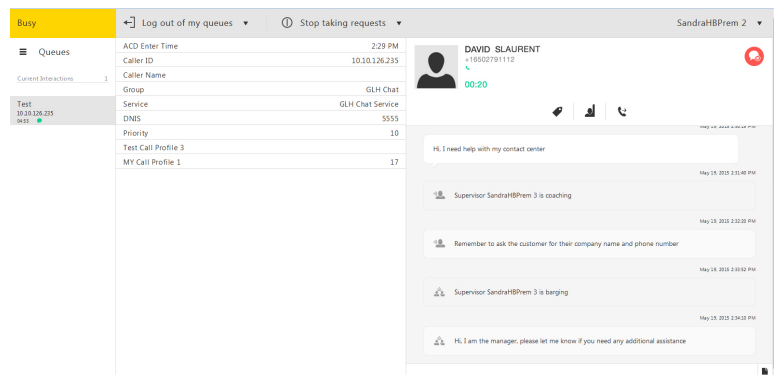 Busy
Log out of my queues
Stop taking requests
SandraHBPrem 2
Queues
Current Interactions 1
Test
10.10.126.235
04:53
ACD Enter Time 2:29 PM
Caller ID 10.10.126.235
Caller Name
Group GLH Chat
Service GLH Chat Service
DNIS 5555
Priority 10
Test Call Profile 3
MY Call Profile 1 17
DAVID SLAURENT
+16502791112
00:20
Hi, I need help with my contact center
May 19, 2015 2:31:40 PM
Supervisor SandraHBPrem 3 is coaching
May 19, 2015 2:32:20 PM
Remember to ask the customer for their company name and phone number
May 19, 2015 2:33:52 PM
Supervisor SandraHBPrem 3 is barging
May 19, 2015 2:34:10 PM
Hi, I am the manager, please let me know if you need any additional assistance